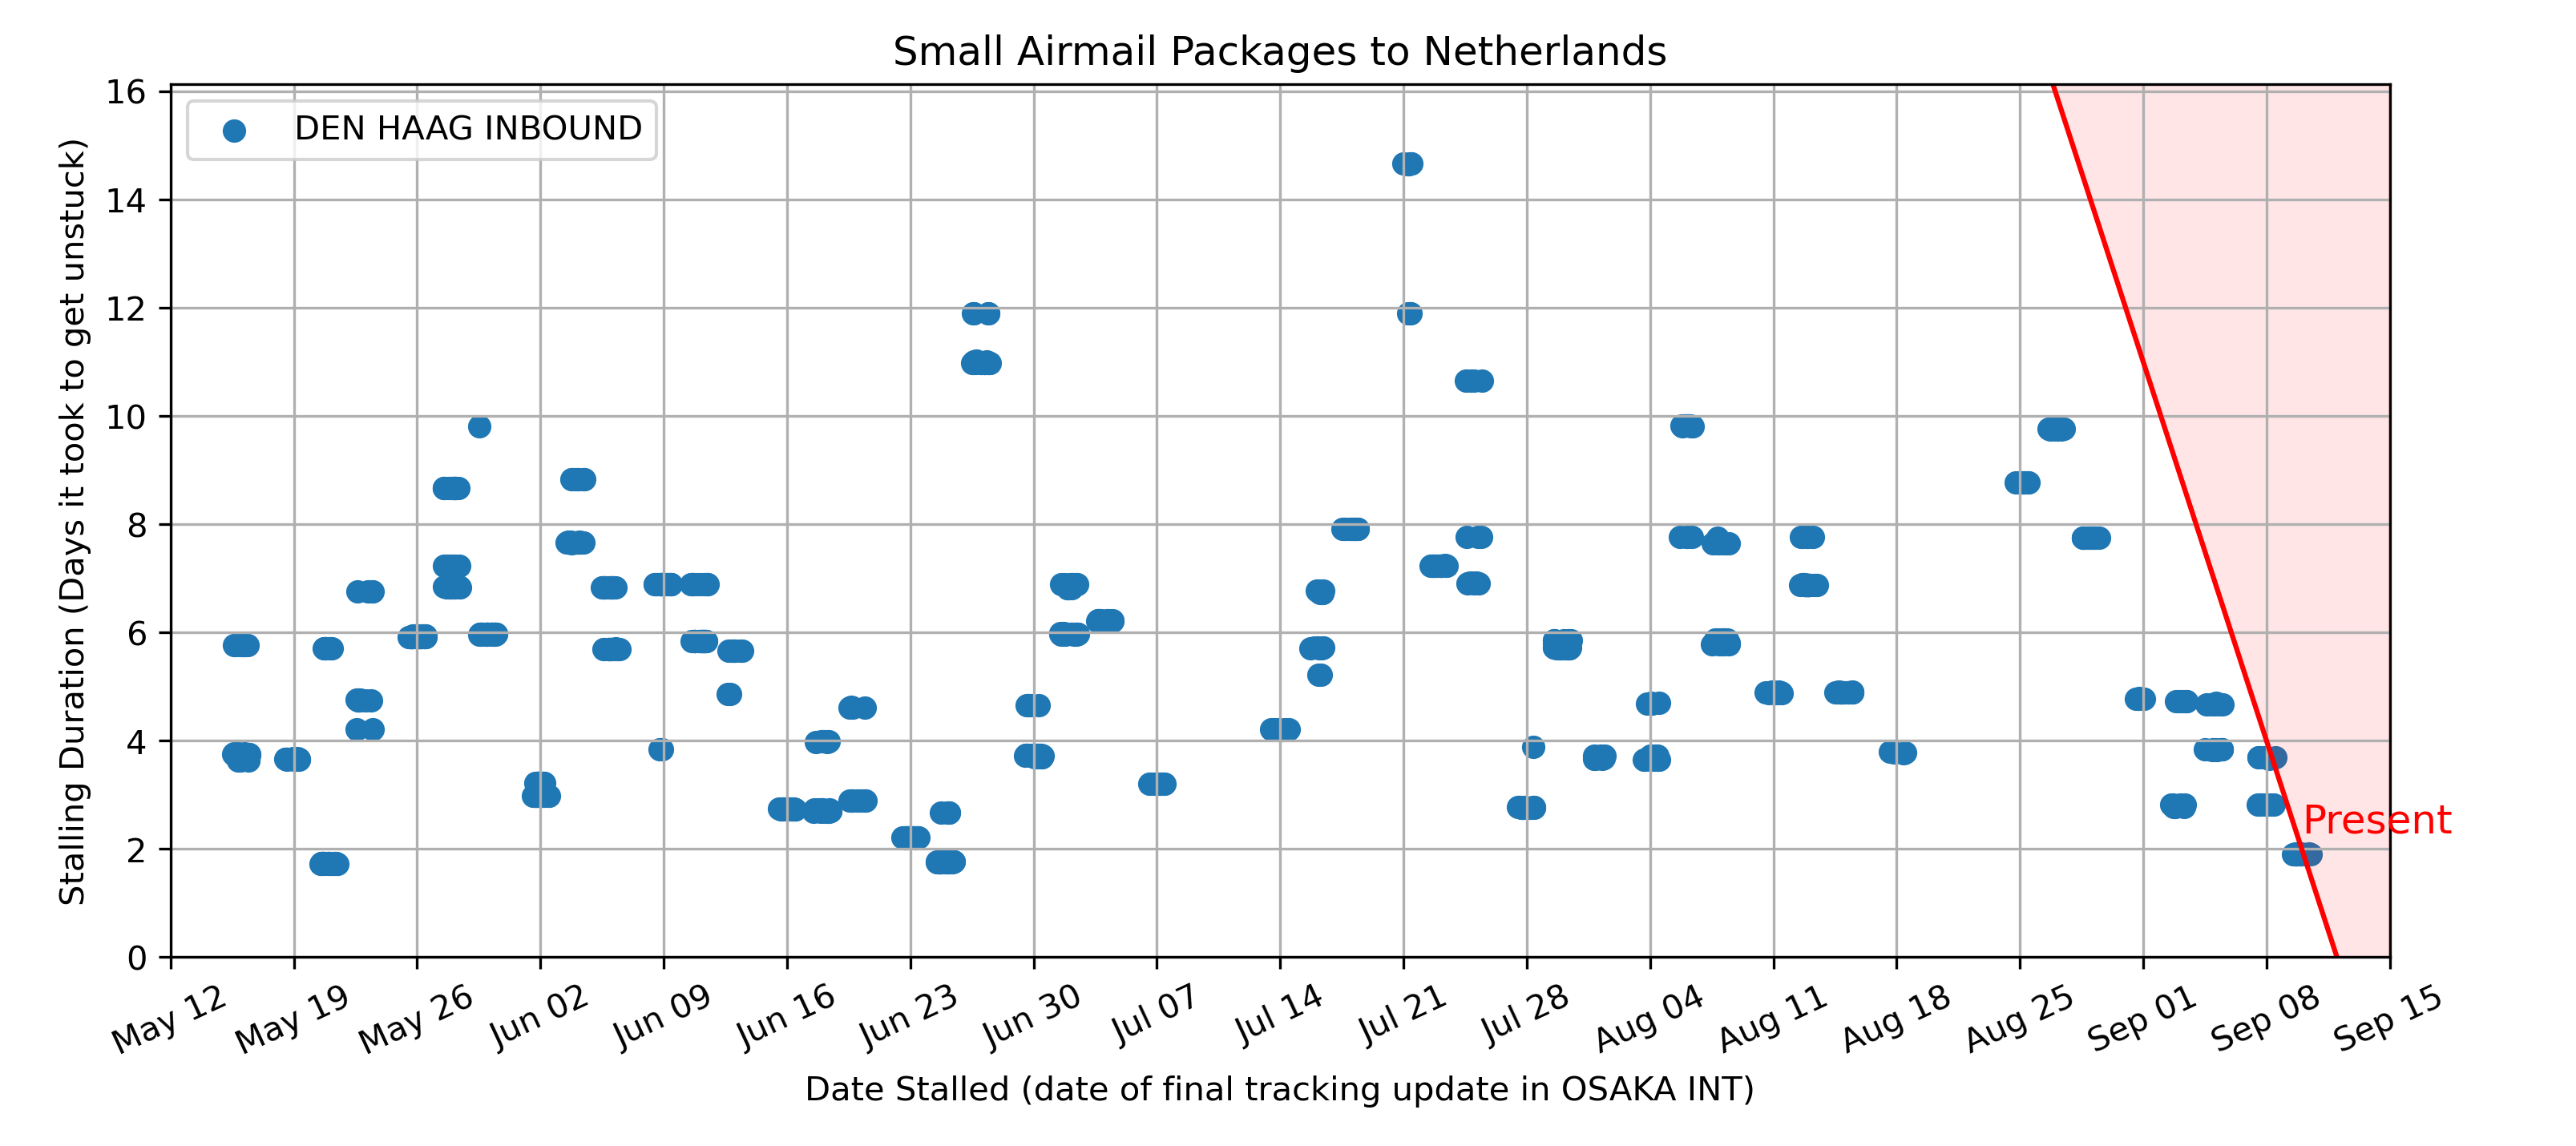 Small Airmail Packages to Netherlands
DEN HAAG INBOUND
Stalling Duration (Days it took to get unstuck)
16
14
12
10
8
6
4
2
0
Present
May 12
May 19
May 26
Jun 02
Jun 09
Jun 16
Jun 23
Jun 30
Jul 07
Jul 14
Jul 21
Jul 28
Aug 04
Aug 11
Aug 18
Aug 25
Sep 01
Sep 08
Sep 15
Date Stalled (date of final tracking update in OSAKA INT)